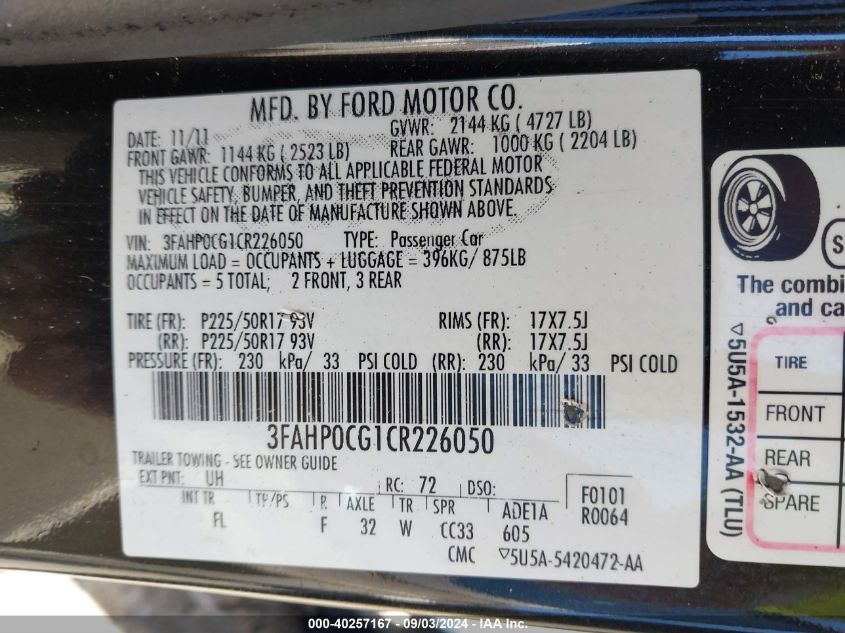 MFD. BY FORD MOTOR CO.
DATE: 11/11 GVWR: 2144 KG ( 4727 LB)
FRONT GAWR: 1144 KG ( 2523 LB) REAR GAWR: 1000 KG ( 2204 LB)
THIS VEHICLE CONFORMS TO ALL APPLICABLE FEDERAL MOTOR
VEHICLE SAFETY, BUMPER, AND THEFT PREVENTION STANDARDS
IN EFFECT ON THE DATE OF MANUFACTURE SHOWN ABOVE.
VIN: 3FAHP0CG1CR226050 TYPE: Passenger Car
MAXIMUM LOAD = OCCUPANTS + LUGGAGE = 396KG/ 875LB
OCCUPANTS = 5 TOTAL; 2 FRONT, 3 REAR
TIRE (FR): P225/50R17 93V RIMS (FR): 17X7.5J
(RR): P225/50R17 93V (RR): 17X7.5J
PRESSURE (FR): 230 kPa/ 33 PSI COLD (RR): 230 kPa/ 33 PSI COLD
3FAHP0CG1CR226050
TRAILER TOWING - SEE OWNER GUIDE
EXT PNT: UH RC: 72 DSO:
INT TR TP/PS R AXLE TR SPR ADE1A F0101
FL F 32 W CC33 605 R0064
CMC ▽5U5A-5420472-AA
S
The combi
and ca
TIRE
FRONT
REAR
SPARE
▽5U5A-1532-AA (TLU)
000-40257167 - 09/03/2024 - © IAA Inc.